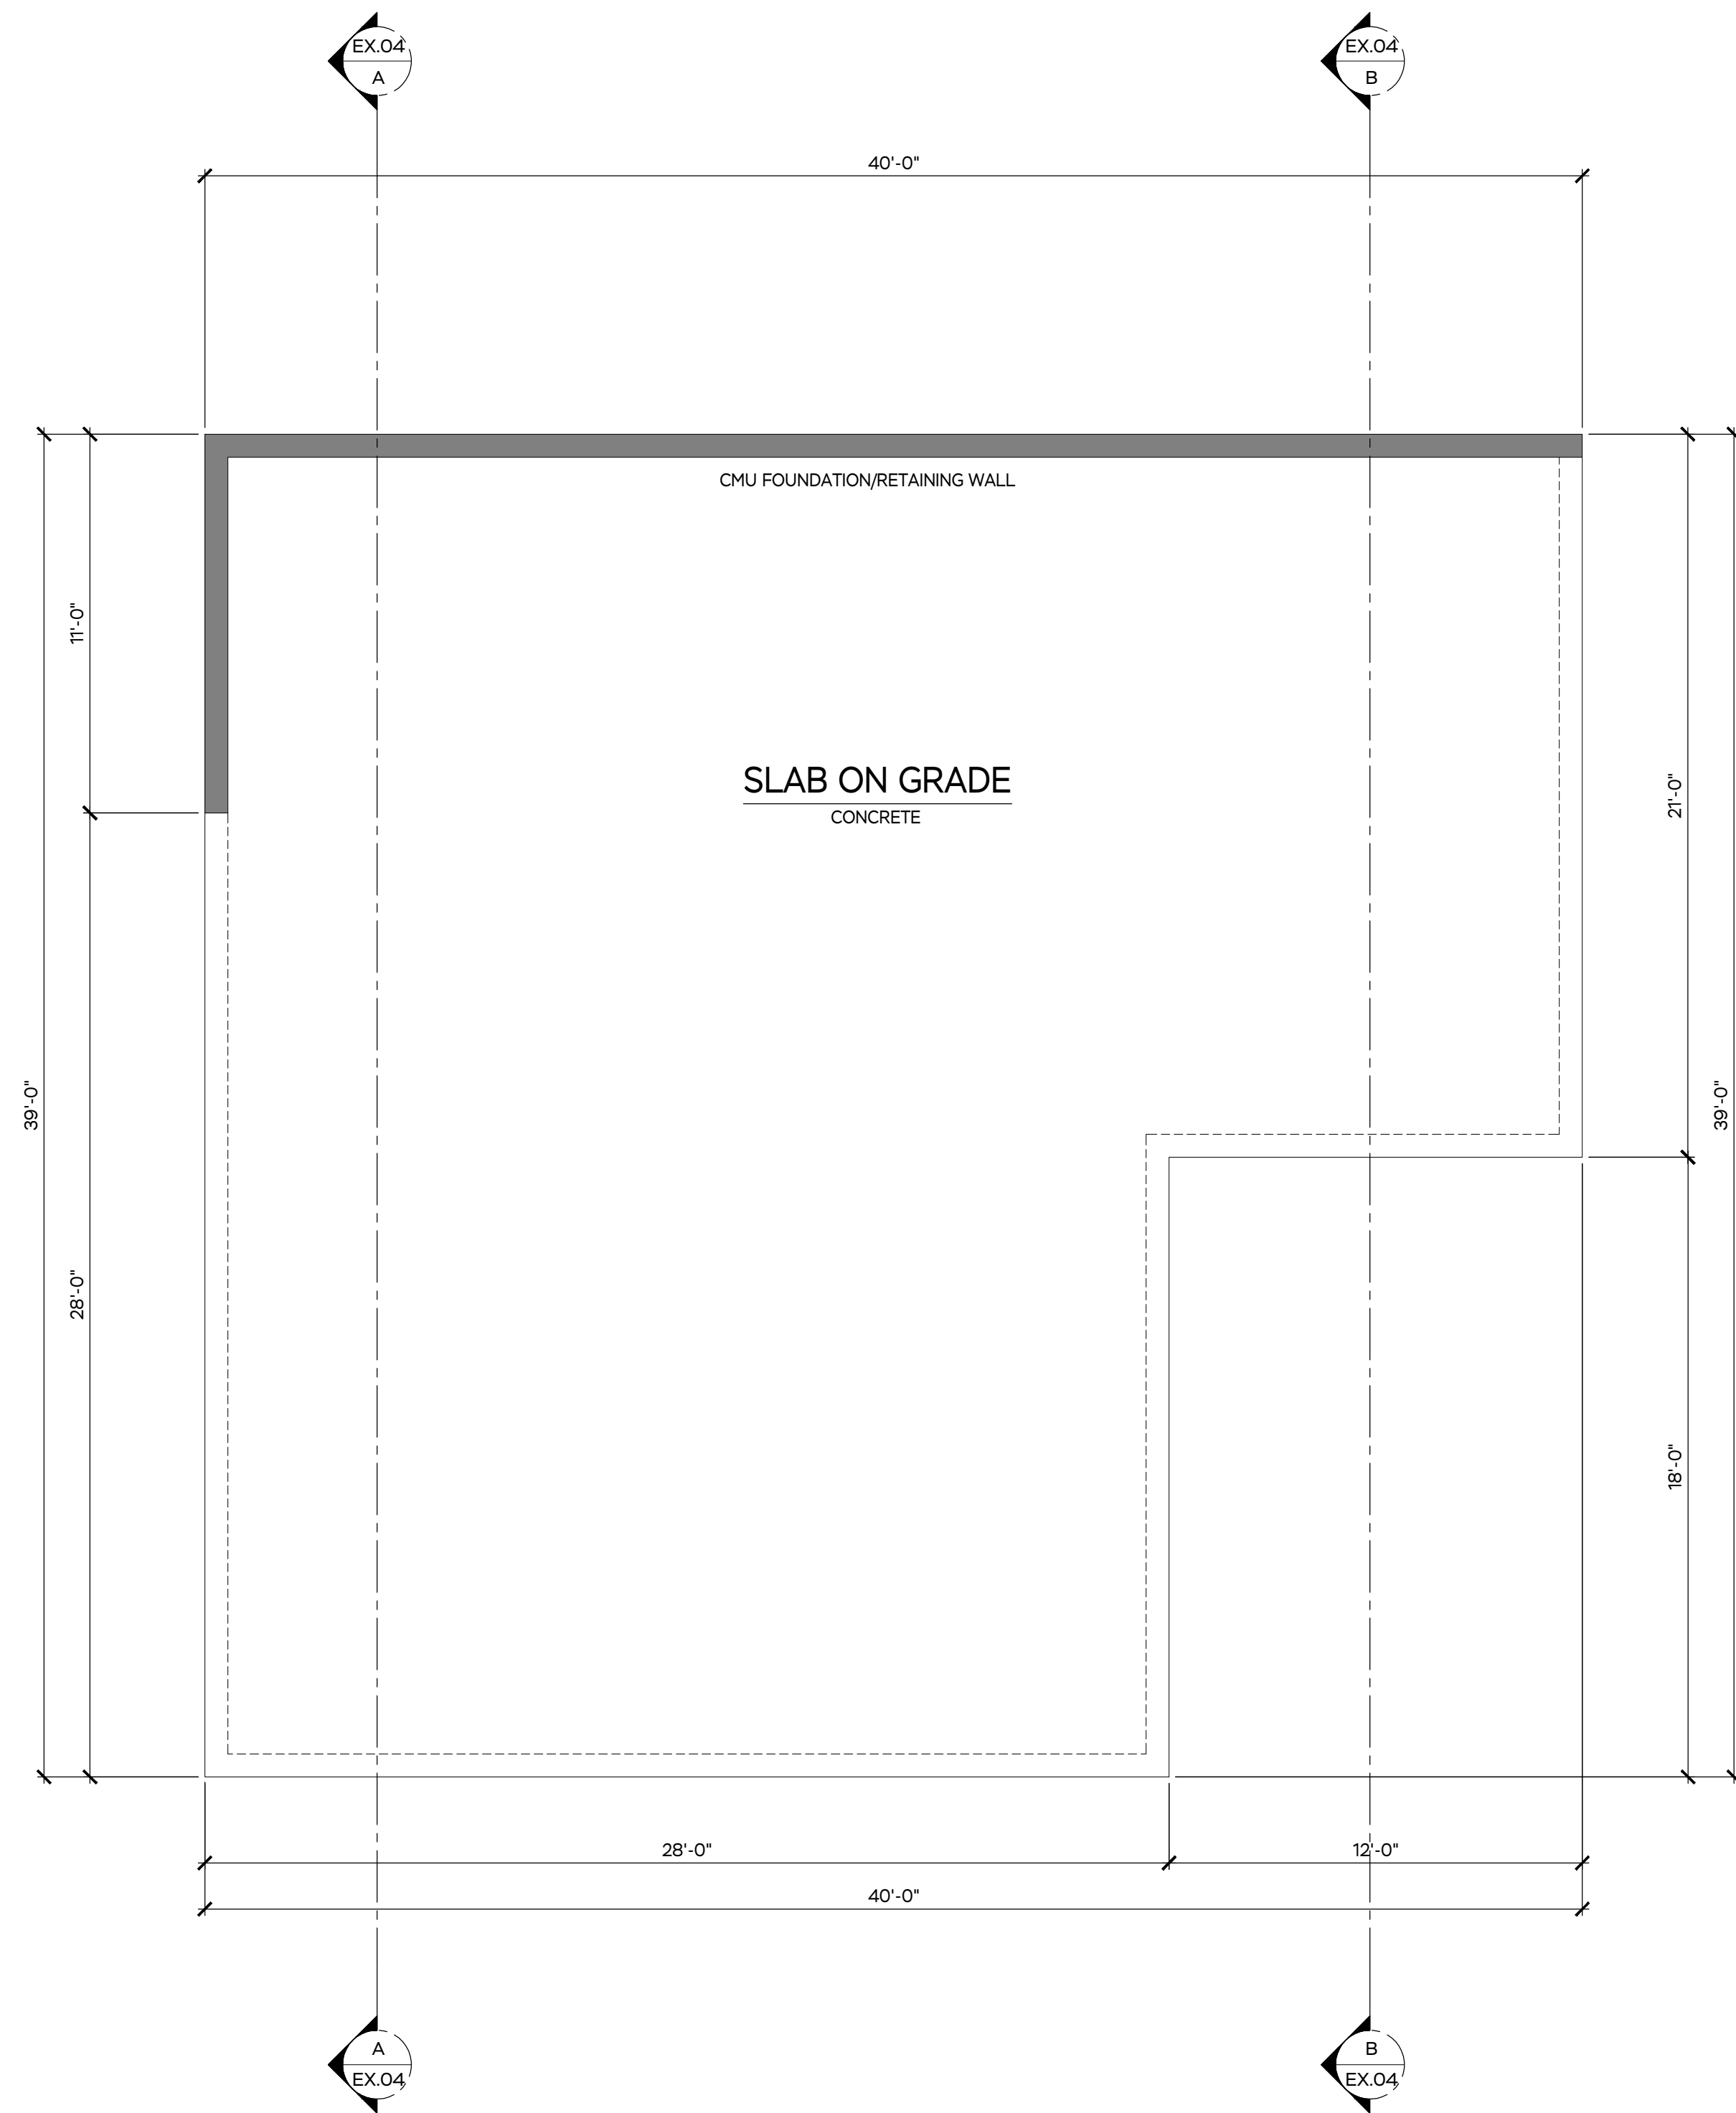 EX.04
A
EX.04
B
40'-0"
CMU FOUNDATION/RETAINING WALL
11'-0"
SLAB ON GRADE
CONCRETE
21'-0"
39'-0"
39'-0"
28'-0"
18'-0"
28'-0"
12'-0"
40'-0"
A
EX.04
B
EX.04